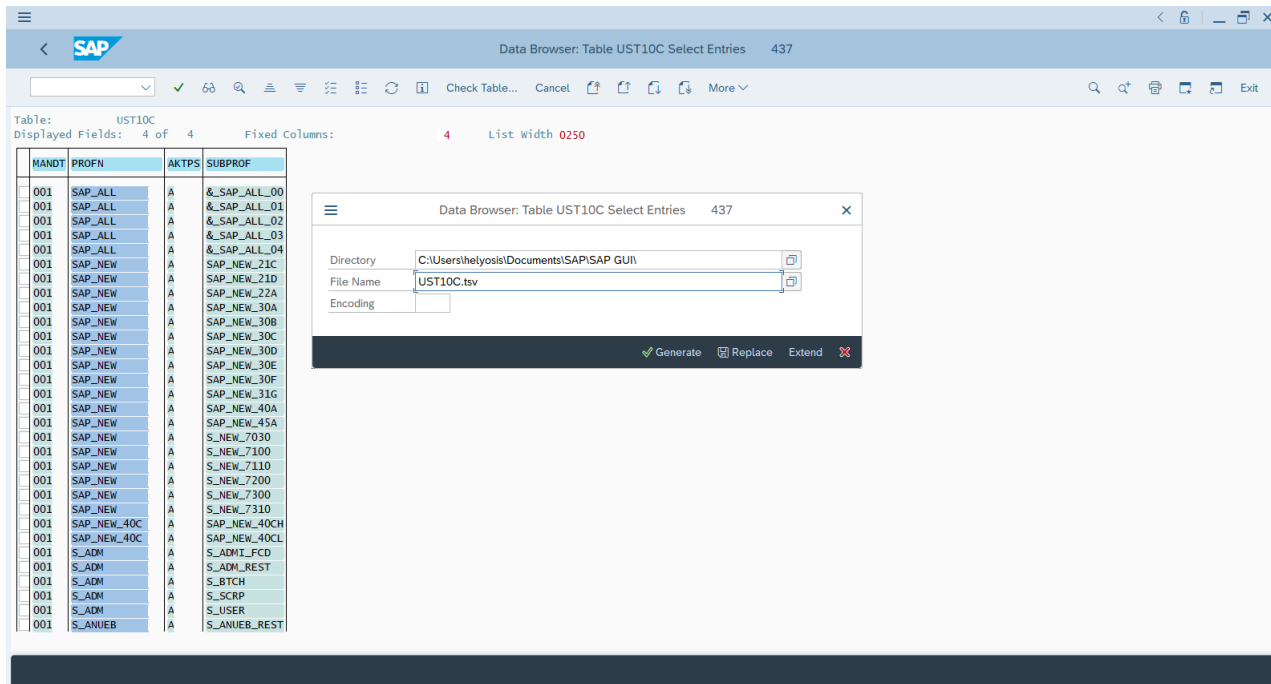 SAP
Data Browser: Table UST10C Select Entries 437
Check Table... Cancel More Exit
Table: UST10C
Displayed Fields: 4 of 4 Fixed Columns: 4 List Width 0250
MANDT PROFN AKTPS SUBPROF
001 SAP_ALL A &_SAP_ALL_00
001 SAP_ALL A &_SAP_ALL_01
001 SAP_ALL A &_SAP_ALL_02
001 SAP_ALL A &_SAP_ALL_03
001 SAP_ALL A &_SAP_ALL_04
001 SAP_NEW A SAP_NEW_21C
001 SAP_NEW A SAP_NEW_21D
001 SAP_NEW A SAP_NEW_22A
001 SAP_NEW A SAP_NEW_30A
001 SAP_NEW A SAP_NEW_30B
001 SAP_NEW A SAP_NEW_30C
001 SAP_NEW A SAP_NEW_30D
001 SAP_NEW A SAP_NEW_30E
001 SAP_NEW A SAP_NEW_30F
001 SAP_NEW A SAP_NEW_31G
001 SAP_NEW A SAP_NEW_40A
001 SAP_NEW A SAP_NEW_45A
001 SAP_NEW A S_NEW_7030
001 SAP_NEW A S_NEW_7100
001 SAP_NEW A S_NEW_7110
001 SAP_NEW A S_NEW_7200
001 SAP_NEW A S_NEW_7300
001 SAP_NEW A S_NEW_7310
001 SAP_NEW_40C A SAP_NEW_40CH
001 SAP_NEW_40C A SAP_NEW_40CL
001 S_ADM A S_ADMI_FCD
001 S_ADM A S_ADM_REST
001 S_ADM A S_BTCH
001 S_ADM A S_SCRP
001 S_ADM A S_USER
001 S_ANUEB A S_ANUEB_REST
Data Browser: Table UST10C Select Entries 437
Directory C:\Users\helyosis\Documents\SAP\SAP GUI\
File Name UST10C.tsv
Encoding
Generate Replace Extend